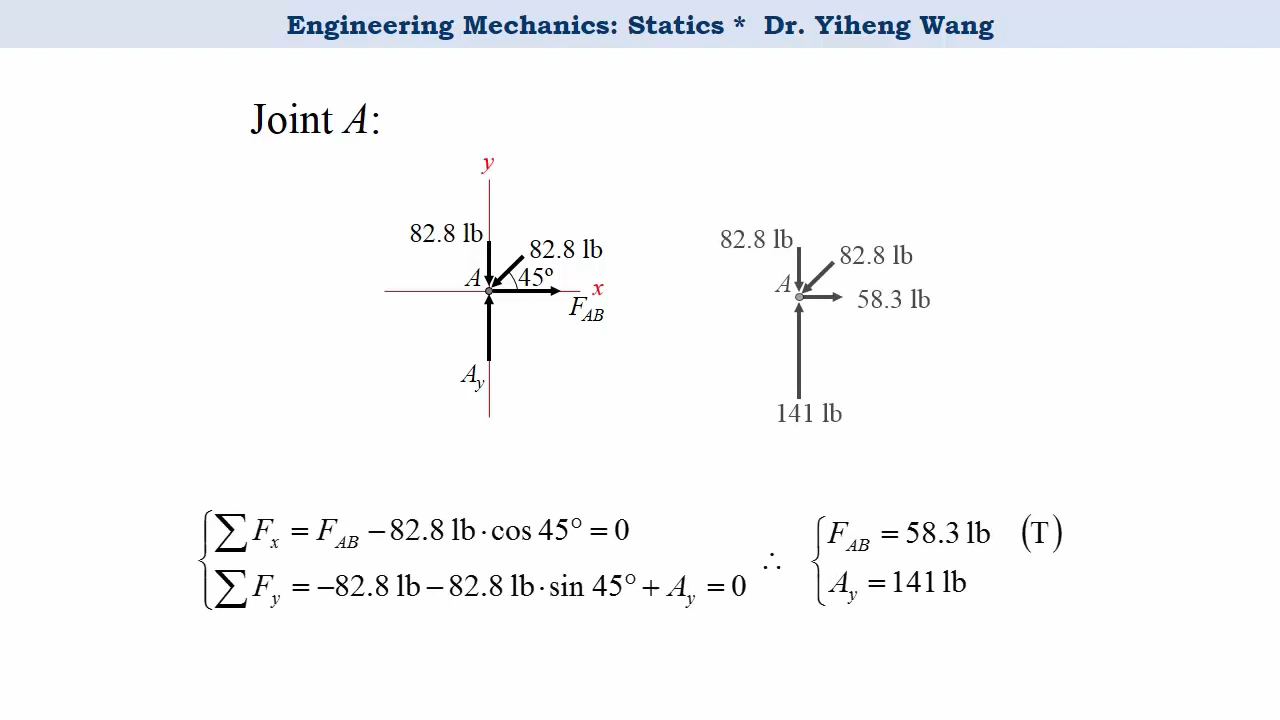 Engineering Mechanics: Statics * Dr. Yiheng Wang
Joint A:
y
82.8 lb
82.8 lb
A
45º
x
F_AB
A_y
82.8 lb
82.8 lb
A
58.3 lb
141 lb
∑F_x = F_AB − 82.8 lb·cos 45° = 0
∑F_y = −82.8 lb − 82.8 lb·sin 45° + A_y = 0
∴
F_AB = 58.3 lb (T)
A_y = 141 lb